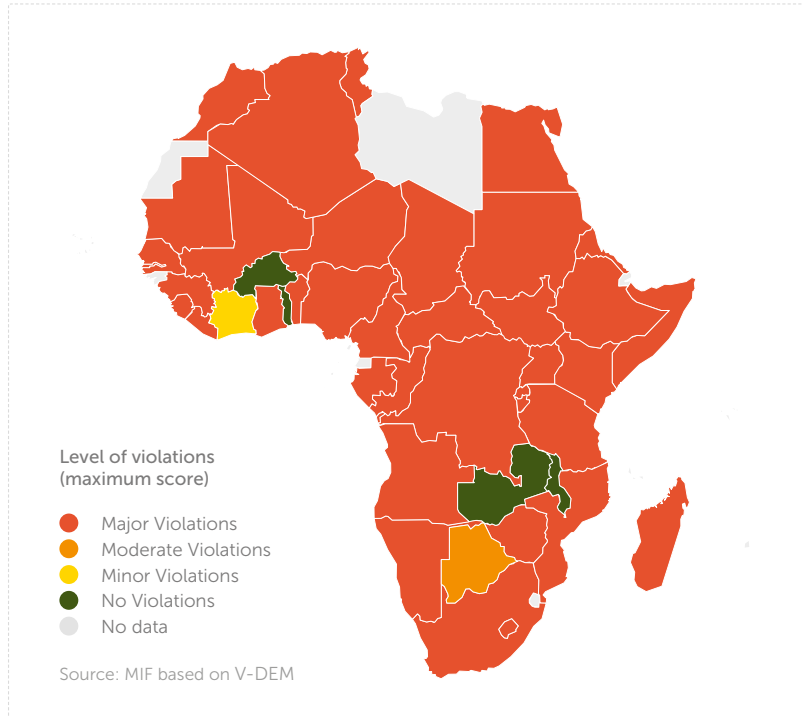 Level of violations
(maximum score)
Major Violations
Moderate Violations
Minor Violations
No Violations
No data
Source: MIF based on V-DEM